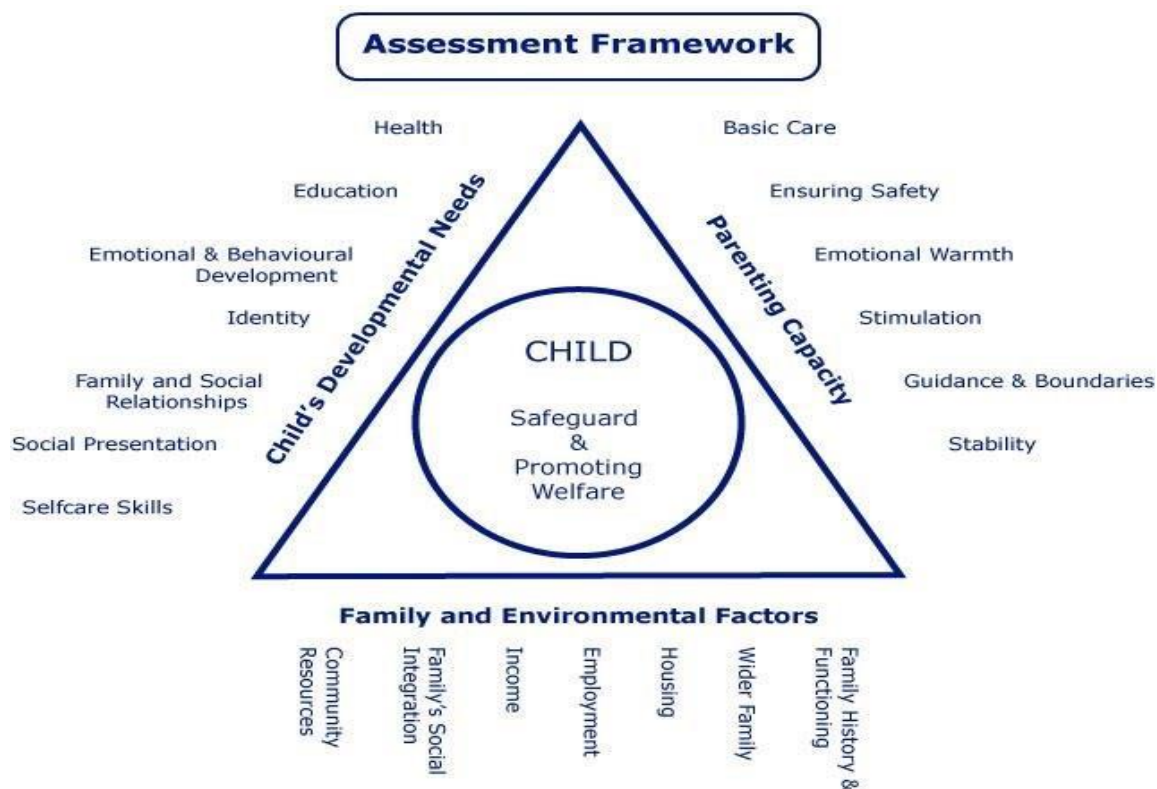 Assessment Framework
Health
Education
Emotional & Behavioural
Development
Identity
Family and Social
Relationships
Social Presentation
Selfcare Skills
Child's Developmental Needs
Basic Care
Ensuring Safety
Emotional Warmth
Stimulation
Guidance & Boundaries
Stability
Parenting Capacity
CHILD
Safeguard
&
Promoting
Welfare
Family and Environmental Factors
Community
Resources
Family's Social
Integration
Income
Employment
Housing
Wider Family
Family History &
Functioning